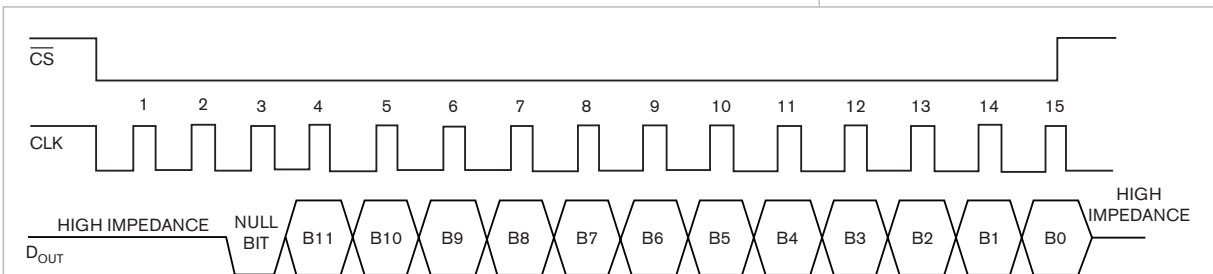 CS
1 2 3 4 5 6 7 8 9 10 11 12 13 14 15
CLK
HIGH IMPEDANCE
NULL
BIT
B11 B10 B9 B8 B7 B6 B5 B4 B3 B2 B1 B0
HIGH
IMPEDANCE
DOUT